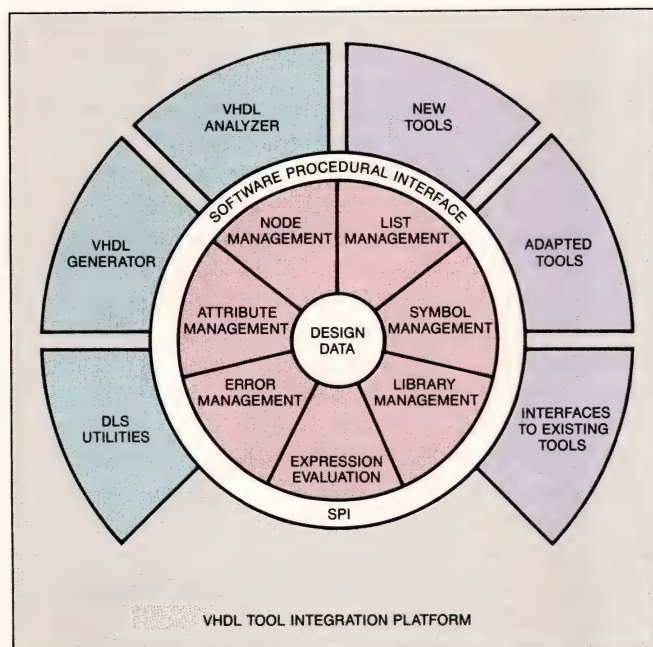 VHDL
ANALYZER
NEW
TOOLS
VHDL
GENERATOR
ADAPTED
TOOLS
DLS
UTILITIES
INTERFACES
TO EXISTING
TOOLS
SOFTWARE PROCEDURAL INTERFACE
NODE
MANAGEMENT
LIST
MANAGEMENT
ATTRIBUTE
MANAGEMENT
SYMBOL
MANAGEMENT
DESIGN
DATA
ERROR
MANAGEMENT
LIBRARY
MANAGEMENT
EXPRESSION
EVALUATION
SPI
VHDL TOOL INTEGRATION PLATFORM